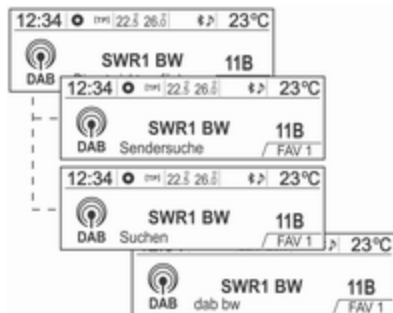 12:34 [TP] 22.5 26.0 23°C
SWR1 BW 11B
DAB
12:34 22.5 26.0 23°C
SWR1 BW 11B
DAB Sendersuche FAV 1
12:34 22.5 26.0 23°C
SWR1 BW 11B
DAB Suchen FAV 1
23°C
SWR1 BW 11B
DAB dab bw FAV 1